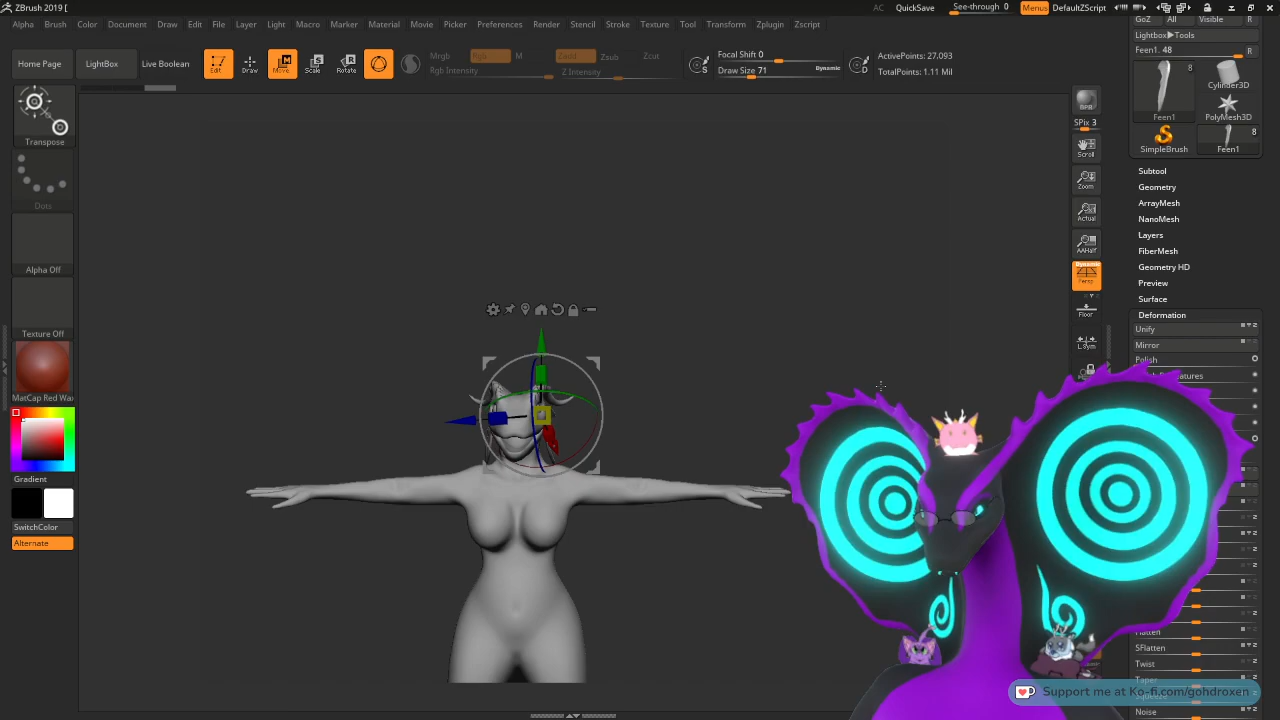 ZBrush 2019 [
AC
QuickSave
See-through 0
Menus
DefaultZScript
Alpha Brush Color Document Draw Edit File Layer Light Macro Marker Material Movie Picker Preferences Render Stencil Stroke Texture Tool Transform Zplugin Zscript
Home Page
LightBox
Live Boolean
Edit
Draw
Move
Scale
Rotate
Mrgb
Rgb
M
Rgb Intensity
Zadd
Zsub
Zcut
Z Intensity
Focal Shift 0
Draw Size 71
Dynamic
ActivePoints: 27,093
TotalPoints: 1.11 Mil
Transpose
Dots
Alpha Off
Texture Off
MatCap Red Wax
Gradient
SwitchColor
Alternate
BPR
SPix 3
Scroll
Zoom
Actual
AAHalf
Dynamic
Persp
Floor
L.Sym
GoZ
All
Visible
R
Lightbox▶Tools
Feen1. 48
R
8
Feen1
Cylinder3D
PolyMesh3D
SimpleBrush
8
Feen1
Subtool
Geometry
ArrayMesh
NanoMesh
Layers
FiberMesh
Geometry HD
Preview
Surface
Deformation
Unify
Mirror
Polish
SFlatten
Twist
Taper
Noise
Support me at Ko-fi.com/gohdroxen